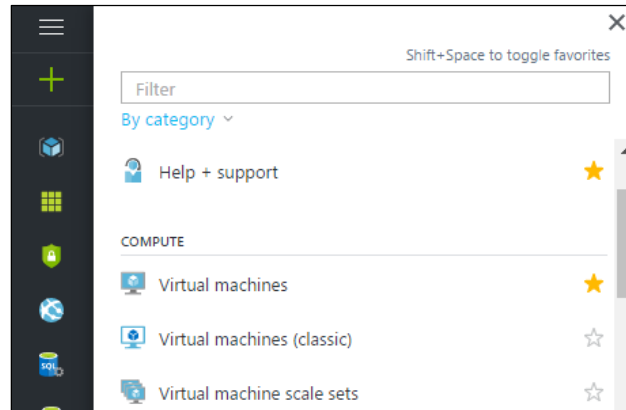 Shift+Space to toggle favorites
Filter
By category
Help + support
COMPUTE
Virtual machines
Virtual machines (classic)
SQL
Virtual machine scale sets